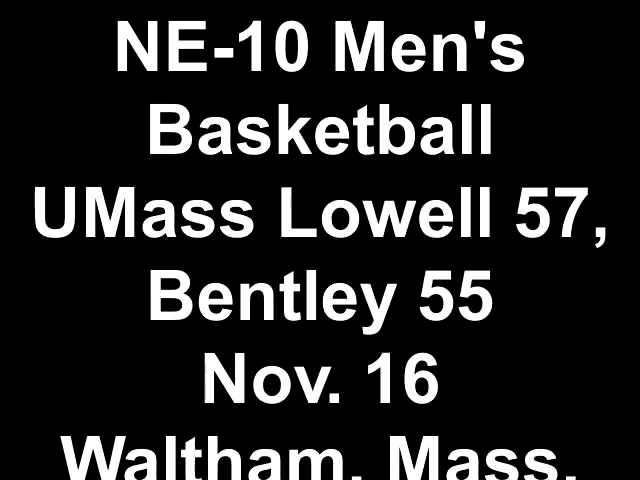 NE-10 Men's
Basketball
UMass Lowell 57,
Bentley 55
Nov. 16
Waltham, Mass.